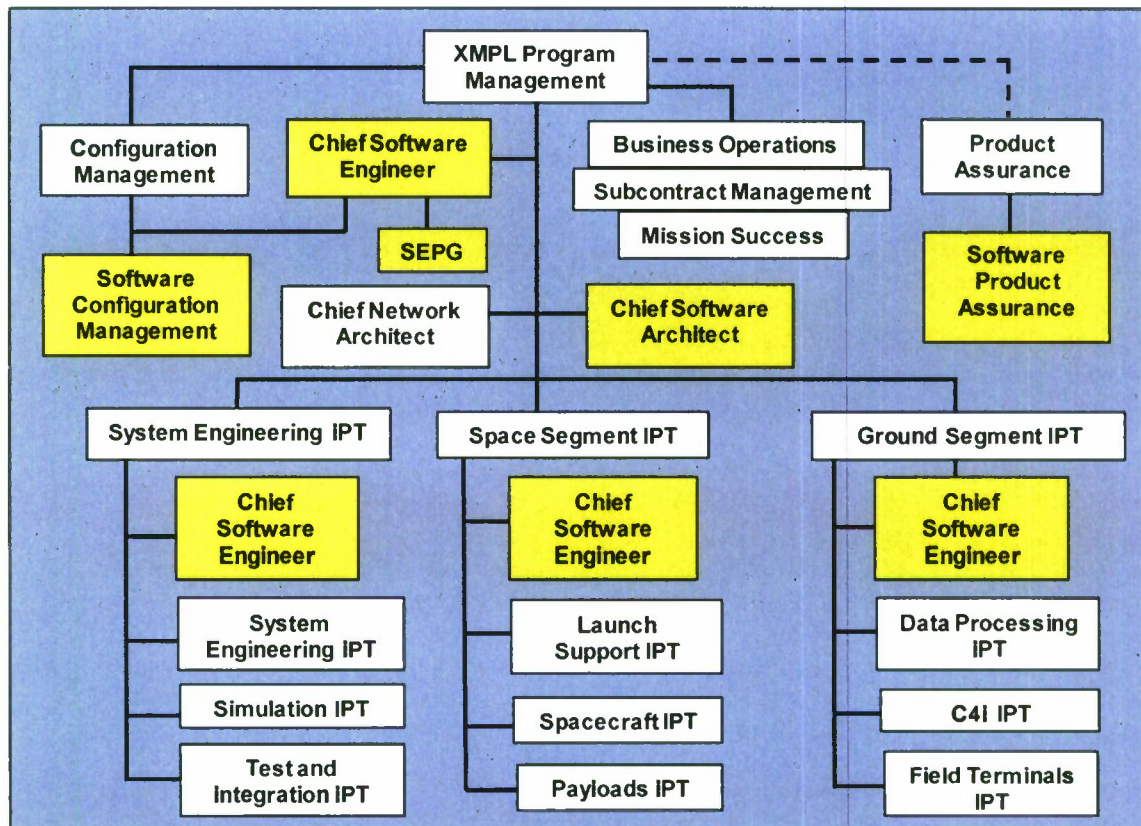 XMPL Program
Management
Configuration
Management
Chief Software
Engineer
Business Operations
Product
Assurance
Subcontract Management
Mission Success
SEPG
Software
Configuration
Management
Software
Product
Assurance
Chief Network
Architect
Chief Software
Architect
System Engineering IPT
Space Segment IPT
Ground Segment IPT
Chief
Software
Engineer
Chief
Software
Engineer
Chief
Software
Engineer
System
Engineering IPT
Launch
Support IPT
Data Processing
IPT
Simulation IPT
Spacecraft IPT
C4I IPT
Test and
Integration IPT
Payloads IPT
Field Terminals
IPT